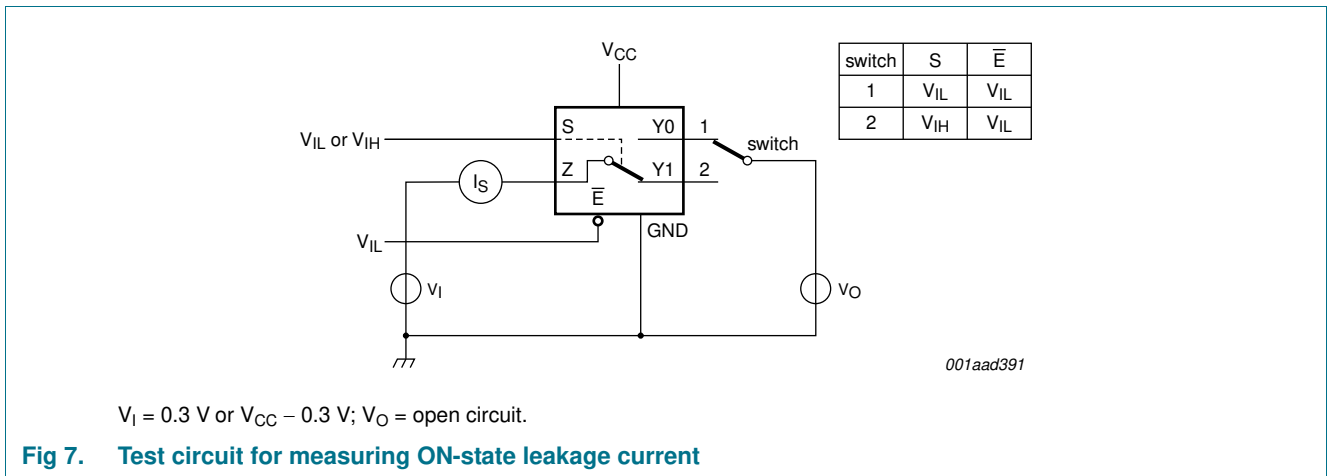 VCC
switch S E̅
1 VIL VIL
2 VIH VIL
VIL or VIH
S Y0 1 switch
IS Z Y1 2
E̅
GND
VIL
VI
VO
001aad391
VI = 0.3 V or VCC − 0.3 V; VO = open circuit.
Fig 7. Test circuit for measuring ON-state leakage current